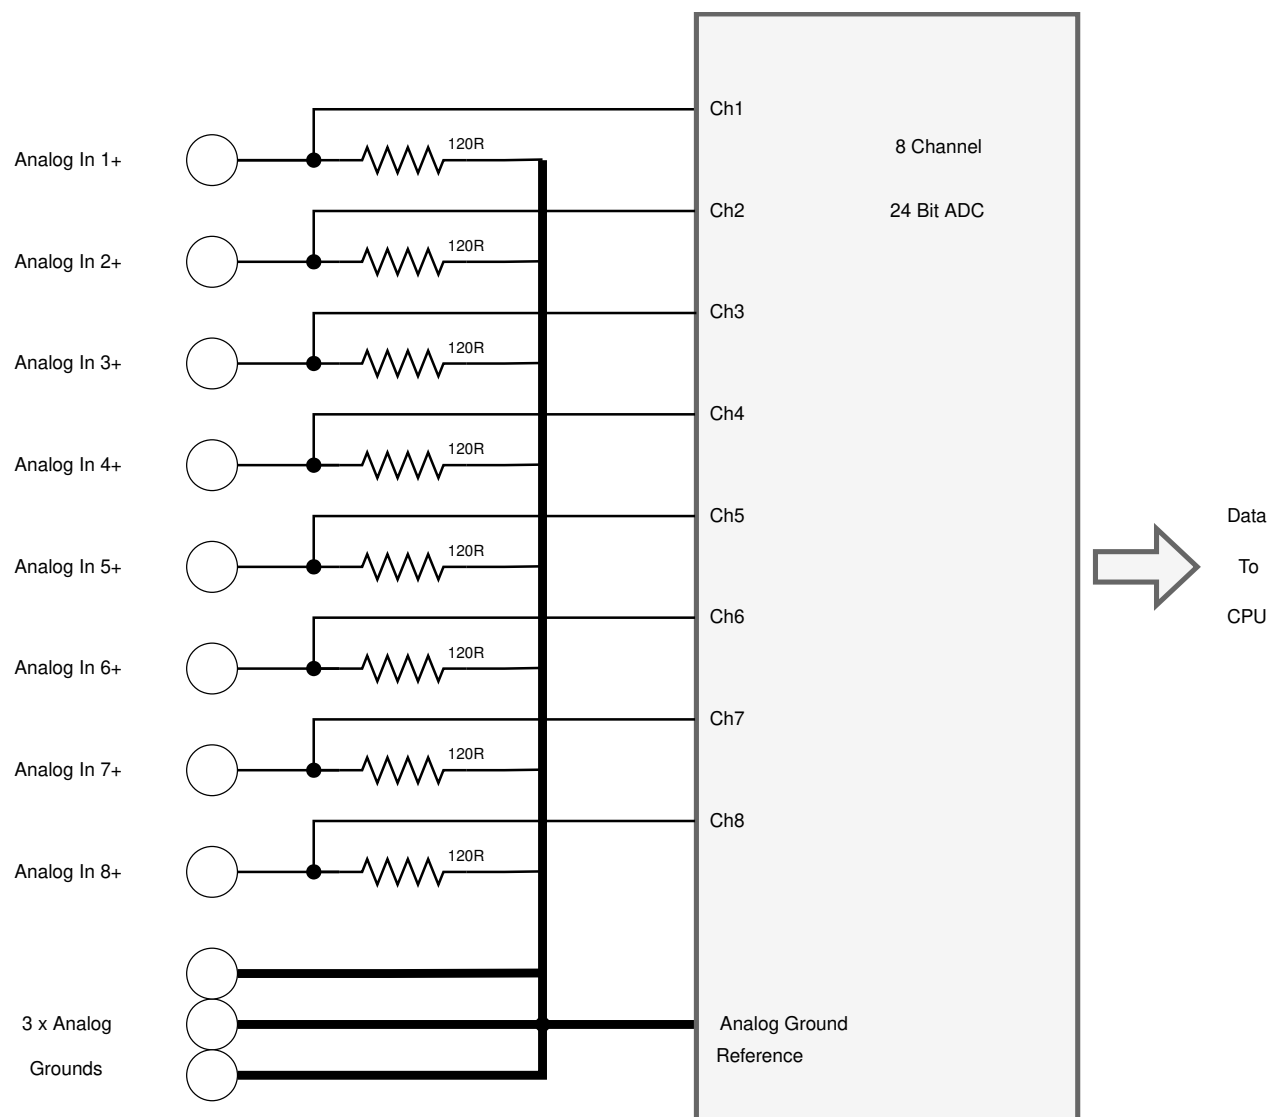 Ch1
8 Channel
120R
Analog In 1+
Ch2
24 Bit ADC
120R
Analog In 2+
Ch3
120R
Analog In 3+
Ch4
120R
Analog In 4+
Ch5
Data
120R
Analog In 5+
To
Ch6
CPU
120R
Analog In 6+
Ch7
120R
Analog In 7+
Ch8
120R
Analog In 8+
3 x Analog
Grounds
Analog Ground
Reference